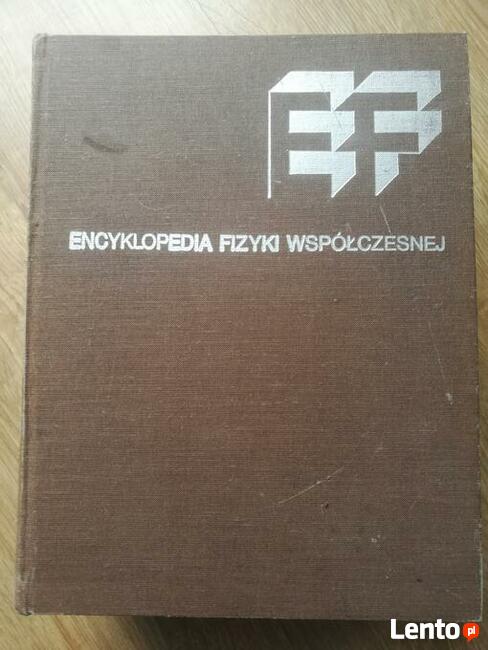 EF
ENCYKLOPEDIA FIZYKI WSPÓŁCZESNEJ
Lento pl